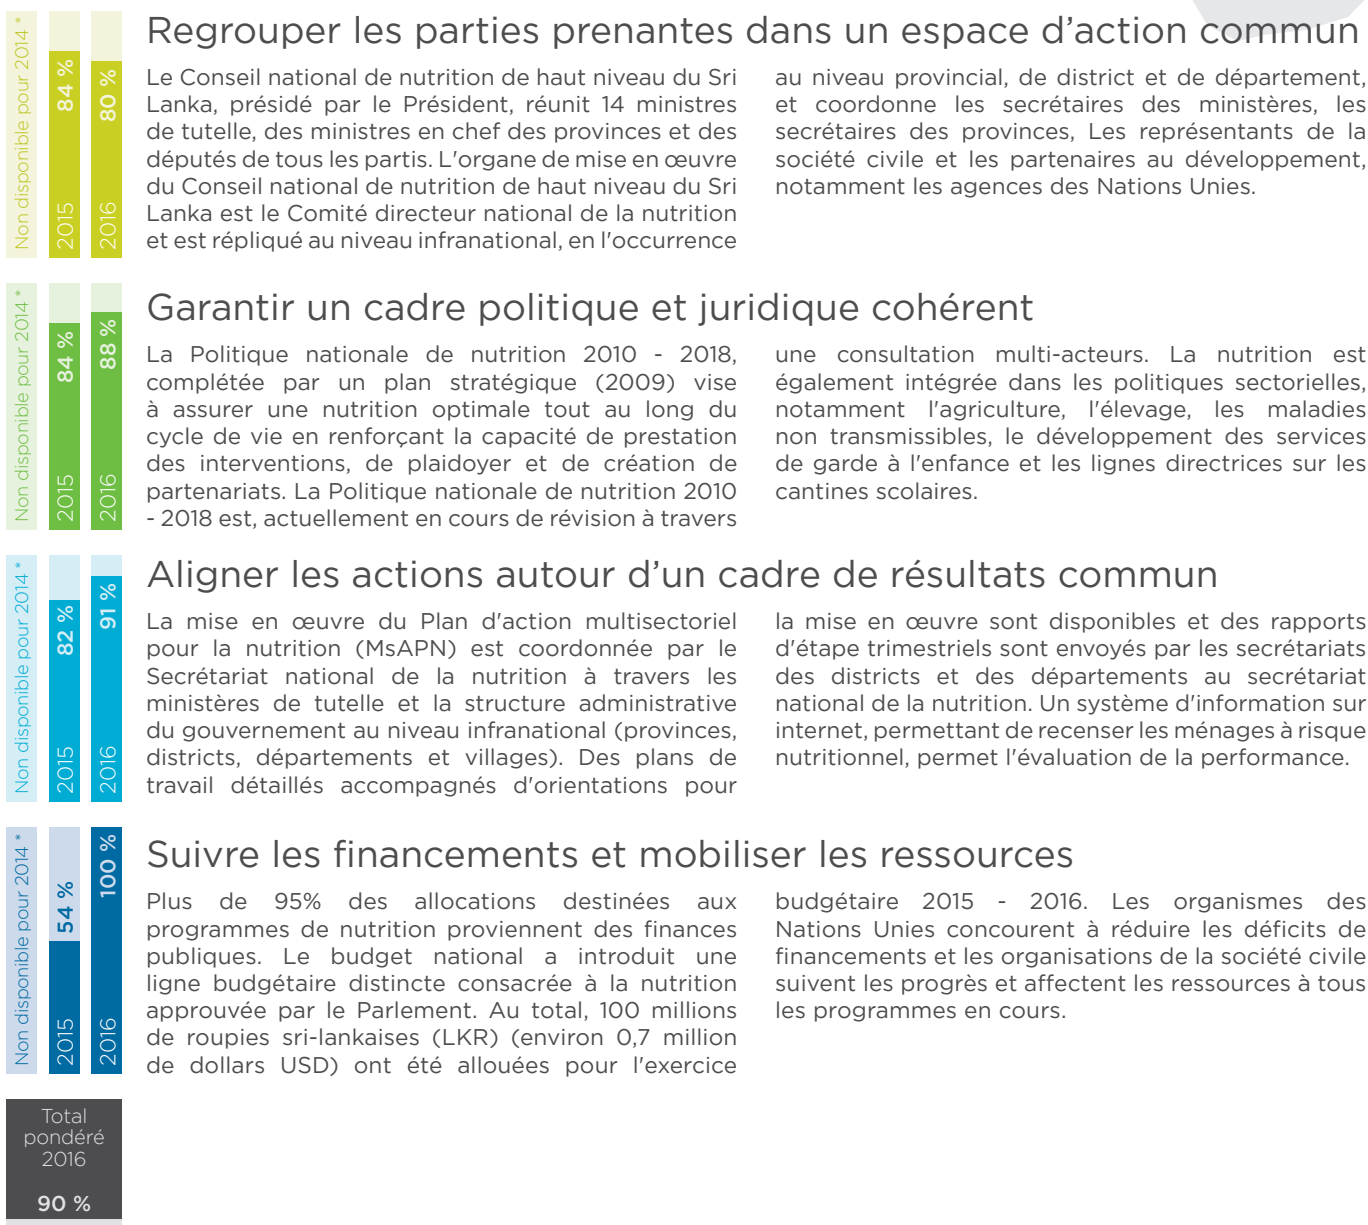 Non disponible pour 2014 *
2015
84 %
2016
80 %
Regrouper les parties prenantes dans un espace d’action commun
Le Conseil national de nutrition de haut niveau du Sri
Lanka, présidé par le Président, réunit 14 ministres
de tutelle, des ministres en chef des provinces et des
députés de tous les partis. L'organe de mise en œuvre
du Conseil national de nutrition de haut niveau du Sri
Lanka est le Comité directeur national de la nutrition
et est répliqué au niveau infranational, en l'occurrence
au niveau provincial, de district et de département,
et coordonne les secrétaires des ministères, les
secrétaires des provinces, Les représentants de la
société civile et les partenaires au développement,
notamment les agences des Nations Unies.
Non disponible pour 2014 *
2015
84 %
2016
88 %
Garantir un cadre politique et juridique cohérent
La Politique nationale de nutrition 2010 - 2018,
complétée par un plan stratégique (2009) vise
à assurer une nutrition optimale tout au long du
cycle de vie en renforçant la capacité de prestation
des interventions, de plaidoyer et de création de
partenariats. La Politique nationale de nutrition 2010
- 2018 est, actuellement en cours de révision à travers
une consultation multi-acteurs. La nutrition est
également intégrée dans les politiques sectorielles,
notamment l'agriculture, l'élevage, les maladies
non transmissibles, le développement des services
de garde à l'enfance et les lignes directrices sur les
cantines scolaires.
Non disponible pour 2014 *
2015
82 %
2016
91 %
Aligner les actions autour d’un cadre de résultats commun
La mise en œuvre du Plan d'action multisectoriel
pour la nutrition (MsAPN) est coordonnée par le
Secrétariat national de la nutrition à travers les
ministères de tutelle et la structure administrative
du gouvernement au niveau infranational (provinces,
districts, départements et villages). Des plans de
travail détaillés accompagnés d'orientations pour
la mise en œuvre sont disponibles et des rapports
d'étape trimestriels sont envoyés par les secrétariats
des districts et des départements au secrétariat
national de la nutrition. Un système d'information sur
internet, permettant de recenser les ménages à risque
nutritionnel, permet l'évaluation de la performance.
Non disponible pour 2014 *
2015
54 %
2016
100 %
Suivre les financements et mobiliser les ressources
Plus de 95% des allocations destinées aux
programmes de nutrition proviennent des finances
publiques. Le budget national a introduit une
ligne budgétaire distincte consacrée à la nutrition
approuvée par le Parlement. Au total, 100 millions
de roupies sri-lankaises (LKR) (environ 0,7 million
de dollars USD) ont été allouées pour l'exercice
budgétaire 2015 - 2016. Les organismes des
Nations Unies concourent à réduire les déficits de
financements et les organisations de la société civile
suivent les progrès et affectent les ressources à tous
les programmes en cours.
Total
pondéré
2016
90 %